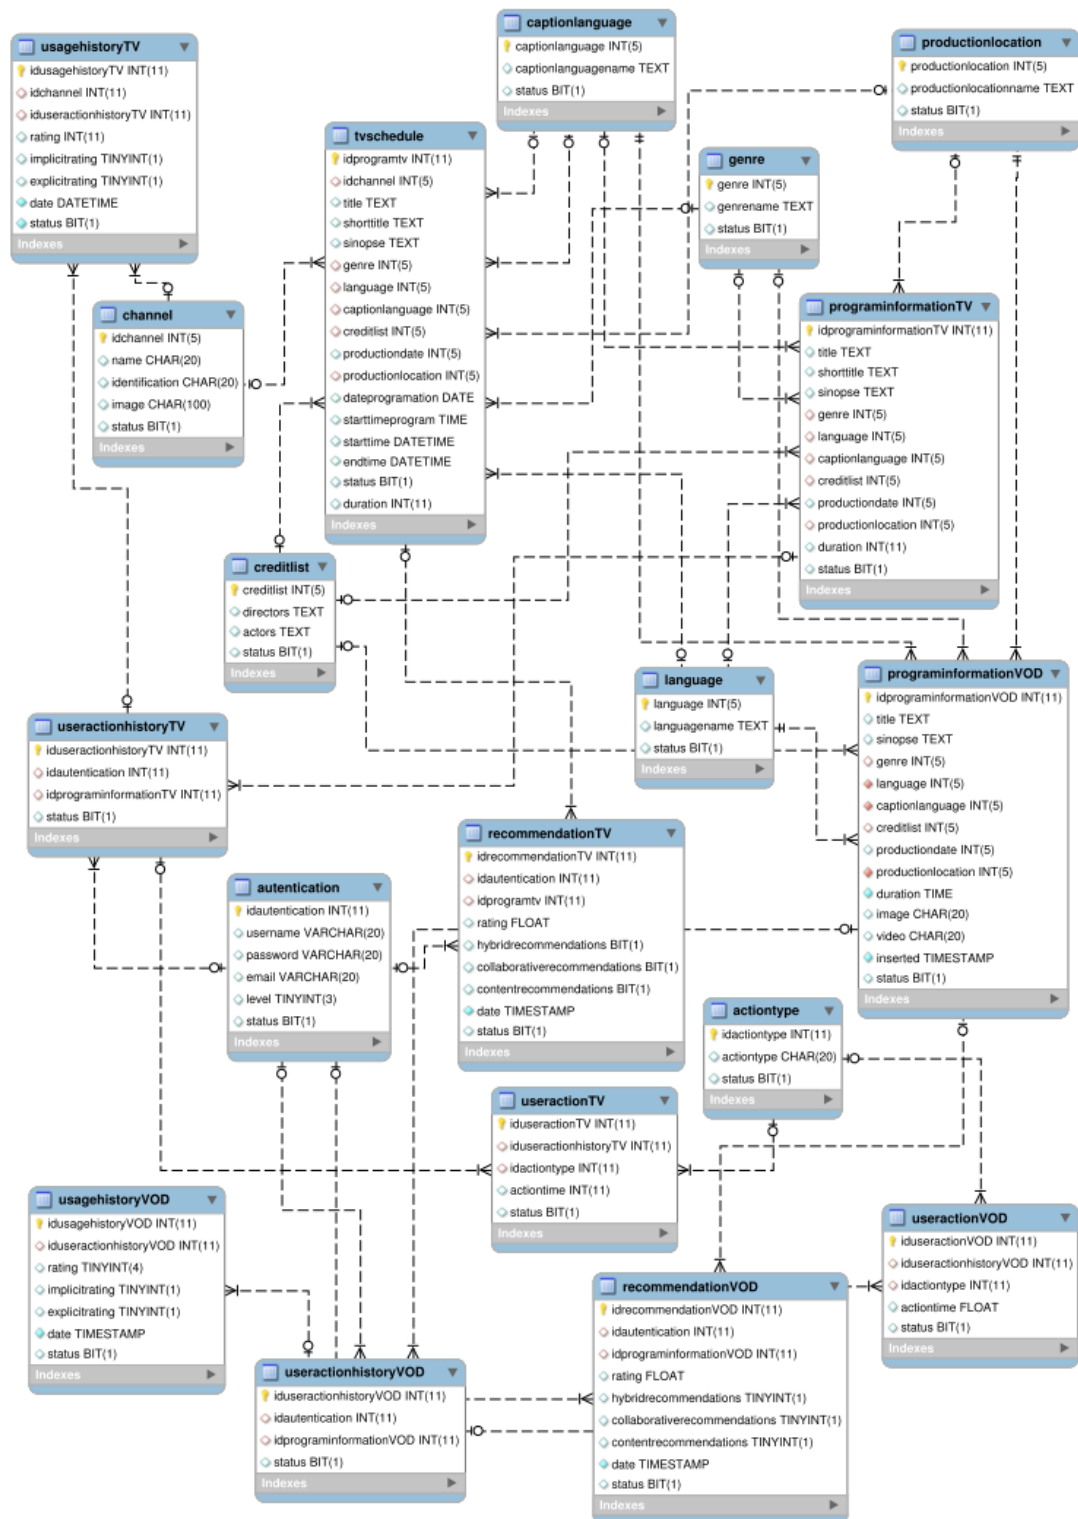 usagehistoryTV
idusagehistoryTV INT(11)
idchannel INT(11)
iduseractionhistoryTV INT(11)
rating INT(11)
implicitrating TINYINT(1)
explicitrating TINYINT(1)
date DATETIME
status BIT(1)
Indexes
captionlanguage
captionlanguage INT(5)
captionlanguagename TEXT
status BIT(1)
Indexes
productionlocation
productionlocation INT(5)
productionlocationname TEXT
status BIT(1)
Indexes
tvschedule
idprogramtv INT(11)
idchannel INT(5)
title TEXT
shorttitle TEXT
sinopse TEXT
genre INT(5)
language INT(5)
captionlanguage INT(5)
creditlist INT(5)
productiondate INT(5)
productionlocation INT(5)
dateprogramation DATE
starttimeprogram TIME
starttime DATETIME
endtime DATETIME
status BIT(1)
duration INT(11)
Indexes
genre
genre INT(5)
genrename TEXT
status BIT(1)
Indexes
channel
idchannel INT(5)
name CHAR(20)
identification CHAR(20)
image CHAR(100)
status BIT(1)
Indexes
programinformationTV
idprograminformationTV INT(11)
title TEXT
shorttitle TEXT
sinopse TEXT
genre INT(5)
language INT(5)
captionlanguage INT(5)
creditlist INT(5)
productiondate INT(5)
productionlocation INT(5)
duration INT(11)
status BIT(1)
Indexes
creditlist
creditlist INT(5)
directors TEXT
actors TEXT
status BIT(1)
Indexes
language
language INT(5)
languagename TEXT
status BIT(1)
Indexes
programinformationVOD
idprograminformationVOD INT(11)
title TEXT
sinopse TEXT
genre INT(5)
language INT(5)
captionlanguage INT(5)
creditlist INT(5)
productiondate INT(5)
productionlocation INT(5)
duration TIME
image CHAR(20)
video CHAR(20)
inserted TIMESTAMP
status BIT(1)
Indexes
useractionhistoryTV
iduseractionhistoryTV INT(11)
idautentication INT(11)
idprograminformationTV INT(11)
status BIT(1)
Indexes
recommendationTV
idrecommendationTV INT(11)
idautentication INT(11)
idprogramtv INT(11)
rating FLOAT
hybridrecommendations BIT(1)
collaborativerecommendations BIT(1)
contentrecommendations BIT(1)
date TIMESTAMP
status BIT(1)
Indexes
autentication
idautentication INT(11)
username VARCHAR(20)
password VARCHAR(20)
email VARCHAR(20)
level TINYINT(3)
status BIT(1)
Indexes
actiontype
idactiontype INT(11)
actiontype CHAR(20)
status BIT(1)
Indexes
useractionTV
iduseractionTV INT(11)
iduseractionhistoryTV INT(11)
idactiontype INT(11)
actiontime INT(11)
status BIT(1)
Indexes
usagehistoryVOD
idusagehistoryVOD INT(11)
iduseractionhistoryVOD INT(11)
rating TINYINT(4)
implicitrating TINYINT(1)
explicitrating TINYINT(1)
date TIMESTAMP
status BIT(1)
Indexes
useractionVOD
iduseractionVOD INT(11)
iduseractionhistoryVOD INT(11)
idactiontype INT(11)
actiontime FLOAT
status BIT(1)
Indexes
recommendationVOD
idrecommendationVOD INT(11)
idautentication INT(11)
idprograminformationVOD INT(11)
rating FLOAT
hybridrecommendations TINYINT(1)
collaborativerecommendations TINYINT(1)
contentrecommendations TINYINT(1)
date TIMESTAMP
status BIT(1)
Indexes
useractionhistoryVOD
iduseractionhistoryVOD INT(11)
idautentication INT(11)
idprograminformationVOD INT(11)
status BIT(1)
Indexes